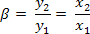 β = y₂/y₁ = x₂/x₁